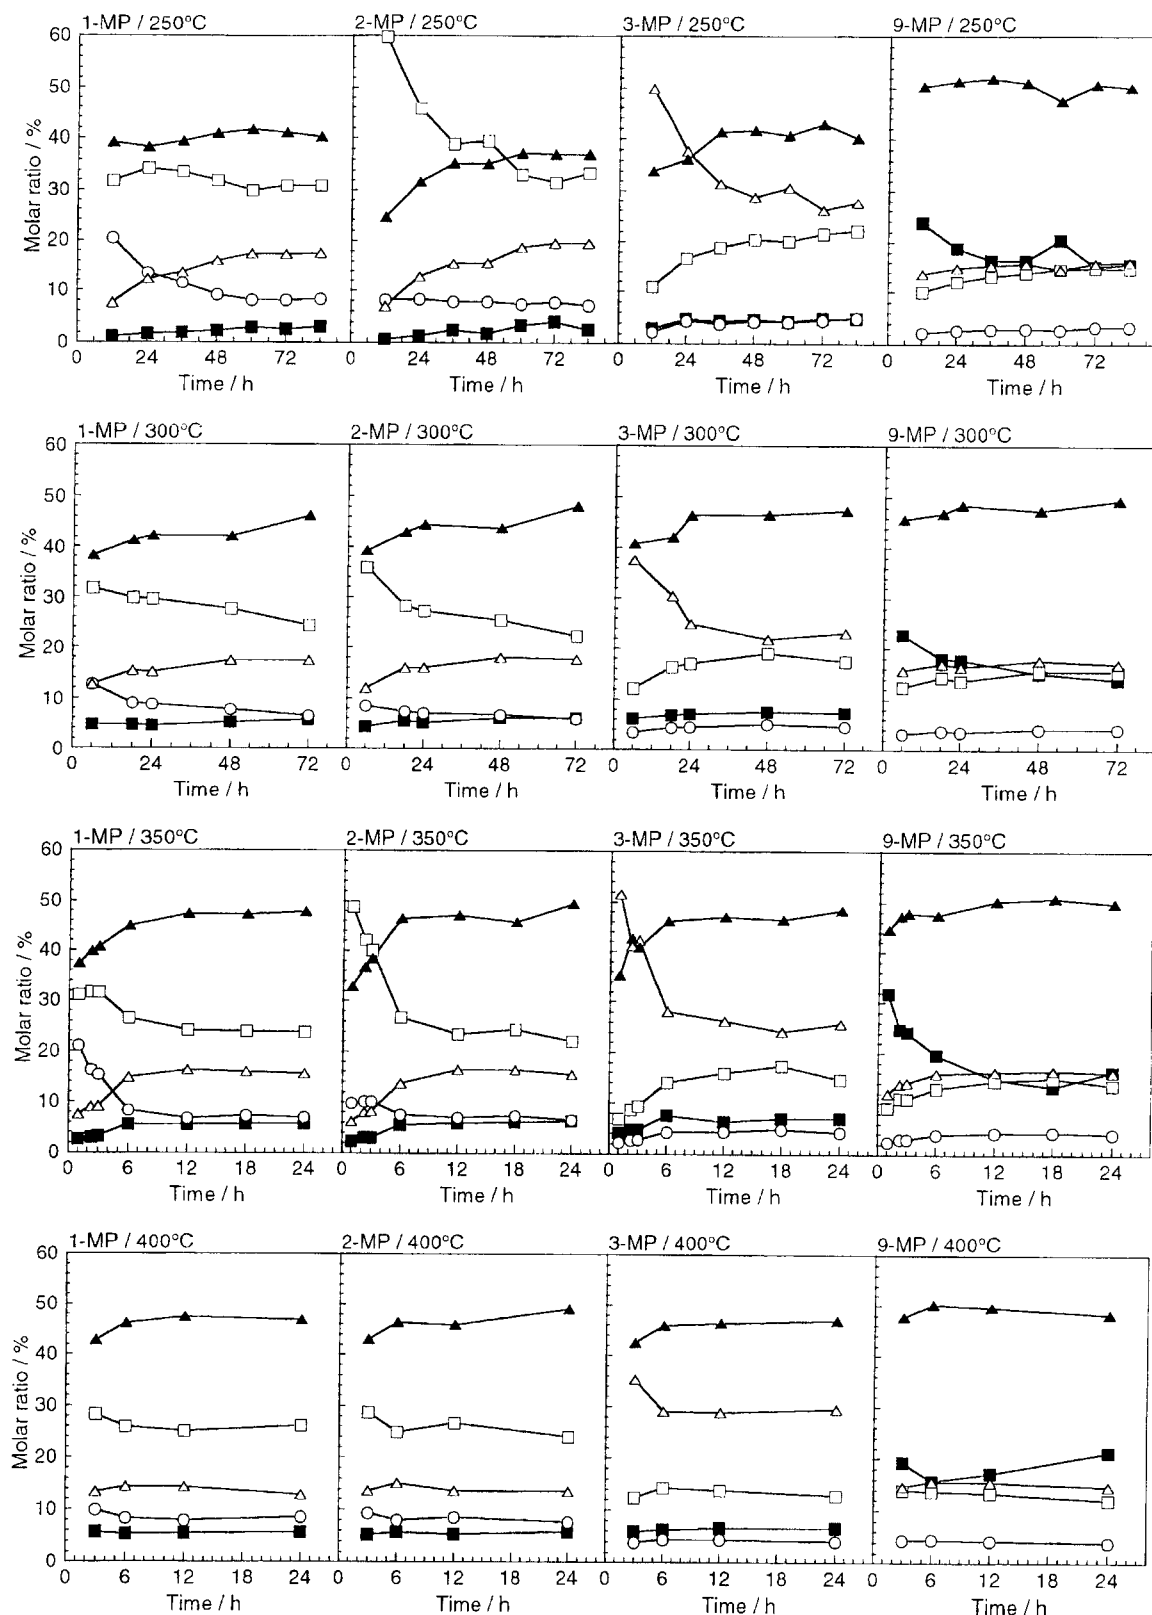 1-MP / 250°C 2-MP / 250°C 3-MP / 250°C 9-MP / 250°C
60
50
40
30
20
10
0
Molar ratio / %
0 24 48 72 0 24 48 72 0 24 48 72 0 24 48 72
Time / h Time / h Time / h Time / h
1-MP / 300°C 2-MP / 300°C 3-MP / 300°C 9-MP / 300°C
60
50
40
30
20
10
0
Molar ratio / %
0 24 48 72 0 24 48 72 0 24 48 72 0 24 48 72
Time / h Time / h Time / h Time / h
1-MP / 350°C 2-MP / 350°C 3-MP / 350°C 9-MP / 350°C
60
50
40
30
20
10
0
Molar ratio / %
0 6 12 18 24 0 6 12 18 24 0 6 12 18 24 0 6 12 18 24
Time / h Time / h Time / h Time / h
1-MP / 400°C 2-MP / 400°C 3-MP / 400°C 9-MP / 400°C
60
50
40
30
20
10
0
Molar ratio / %
0 6 12 18 24 0 6 12 18 24 0 6 12 18 24 0 6 12 18 24
Time / h Time / h Time / h Time / h